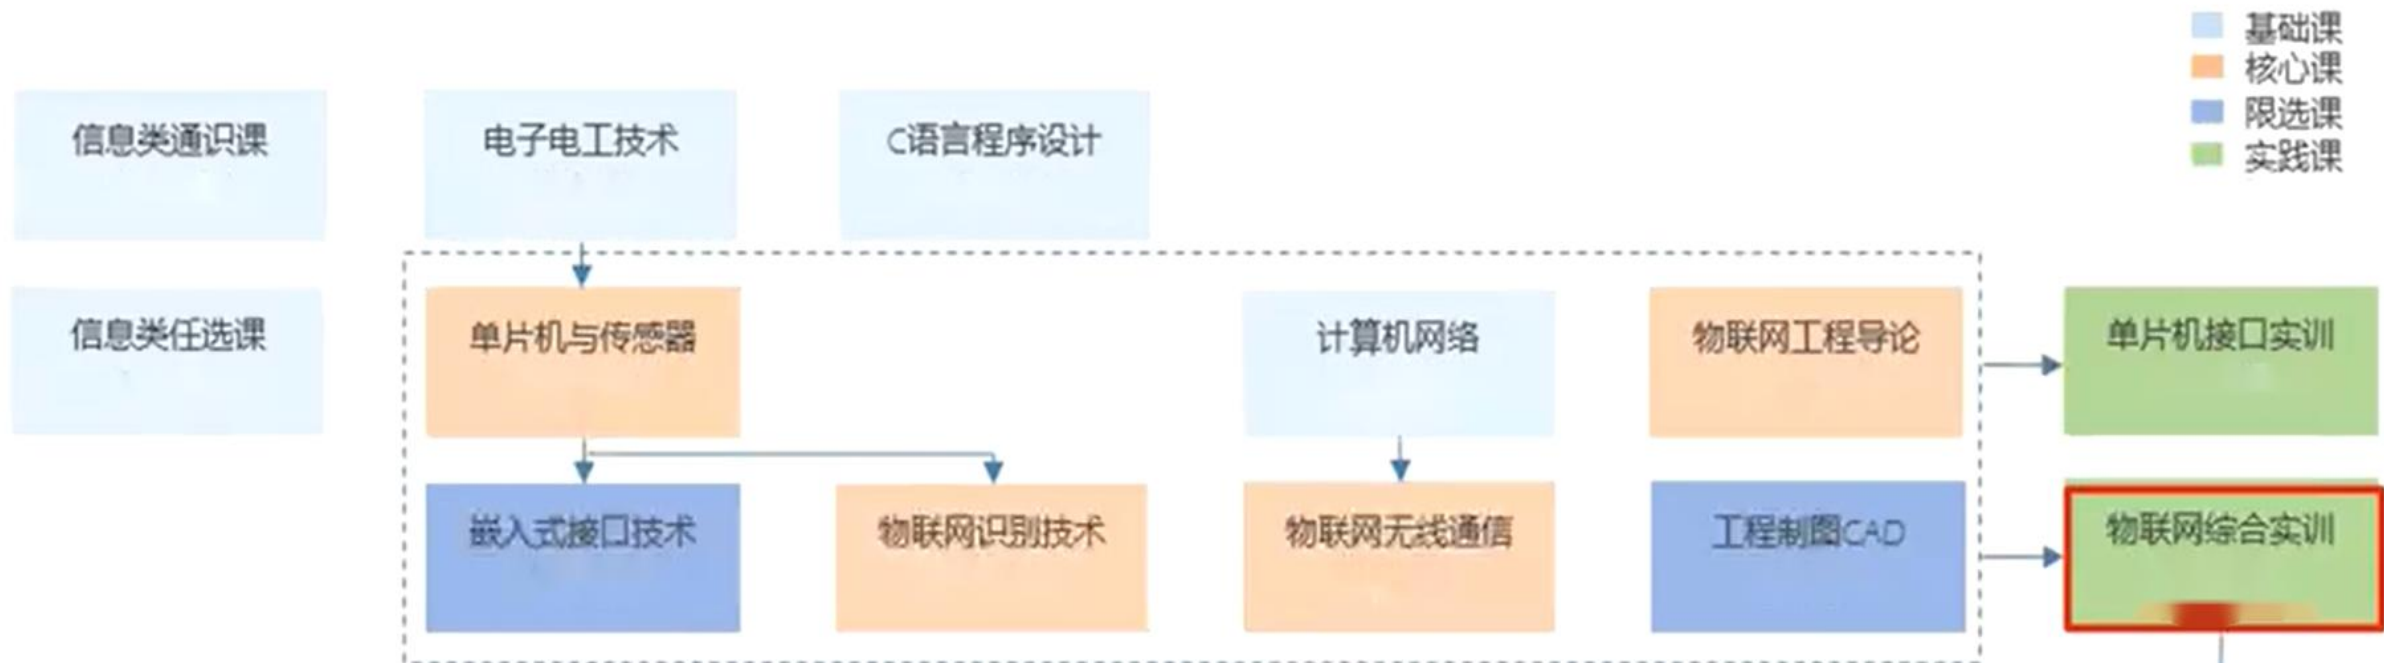 基础课
核心课
限选课
实践课
信息类通识课
电子电工技术
C语言程序设计
信息类任选课
单片机与传感器
计算机网络
物联网工程导论
单片机接口实训
嵌入式接口技术
物联网识别技术
物联网无线通信
工程制图CAD
物联网综合实训